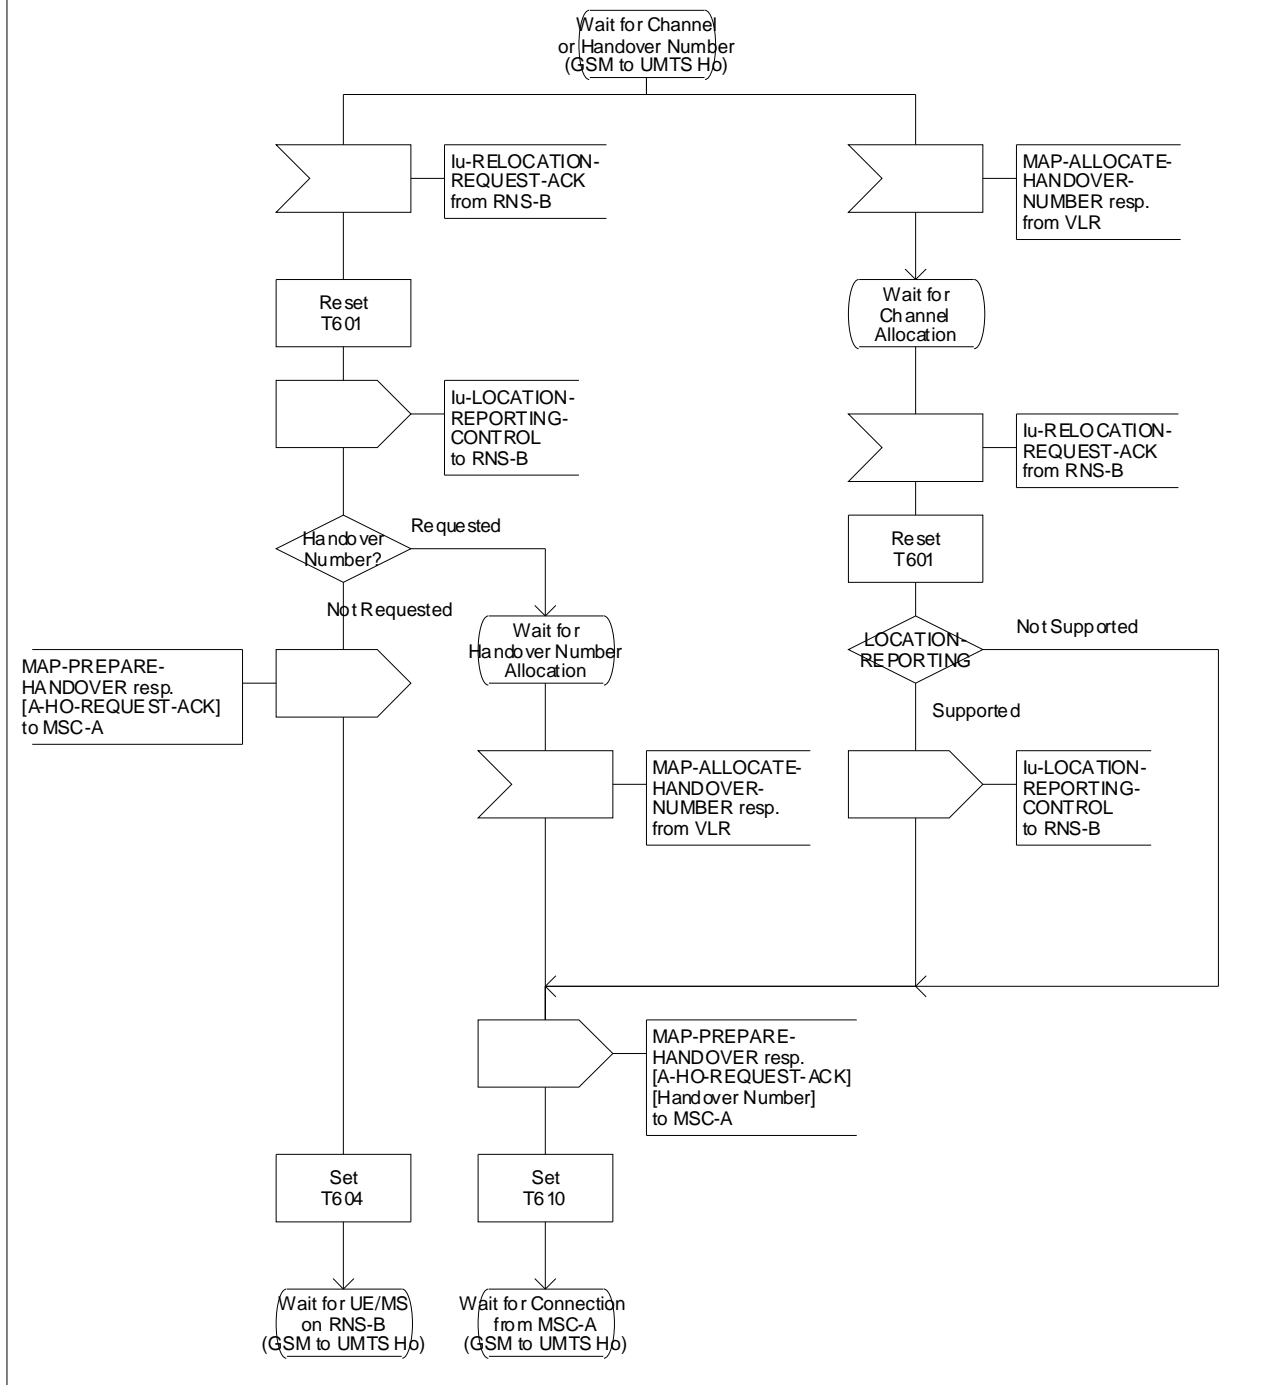 Wait for Channel
or Handover Number
(GSM to UMTS Ho)
Iu-RELOCATION-
REQUEST-ACK
from RNS-B
MAP-ALLOCATE-
HANDOVER-
NUMBER resp.
from VLR
Reset
T601
Wait for
Channel
Allocation
Iu-LOCATION-
REPORTING-
CONTROL
to RNS-B
Iu-RELOCATION-
REQUEST-ACK
from RNS-B
Handover
Number?
Requested
Not Requested
Reset
T601
Wait for
Handover Number
Allocation
LOCATION-
REPORTING
Not Supported
Supported
MAP-PREPARE-
HANDOVER resp.
[A-HO-REQUEST-ACK]
to MSC-A
MAP-ALLOCATE-
HANDOVER-
NUMBER resp.
from VLR
Iu-LOCATION-
REPORTING-
CONTROL
to RNS-B
MAP-PREPARE-
HANDOVER resp.
[A-HO-REQUEST-ACK]
[Handover Number]
to MSC-A
Set
T604
Set
T610
Wait for UE/MS
on RNS-B
(GSM to UMTS Ho)
Wait for Connection
from MSC-A
(GSM to UMTS Ho)